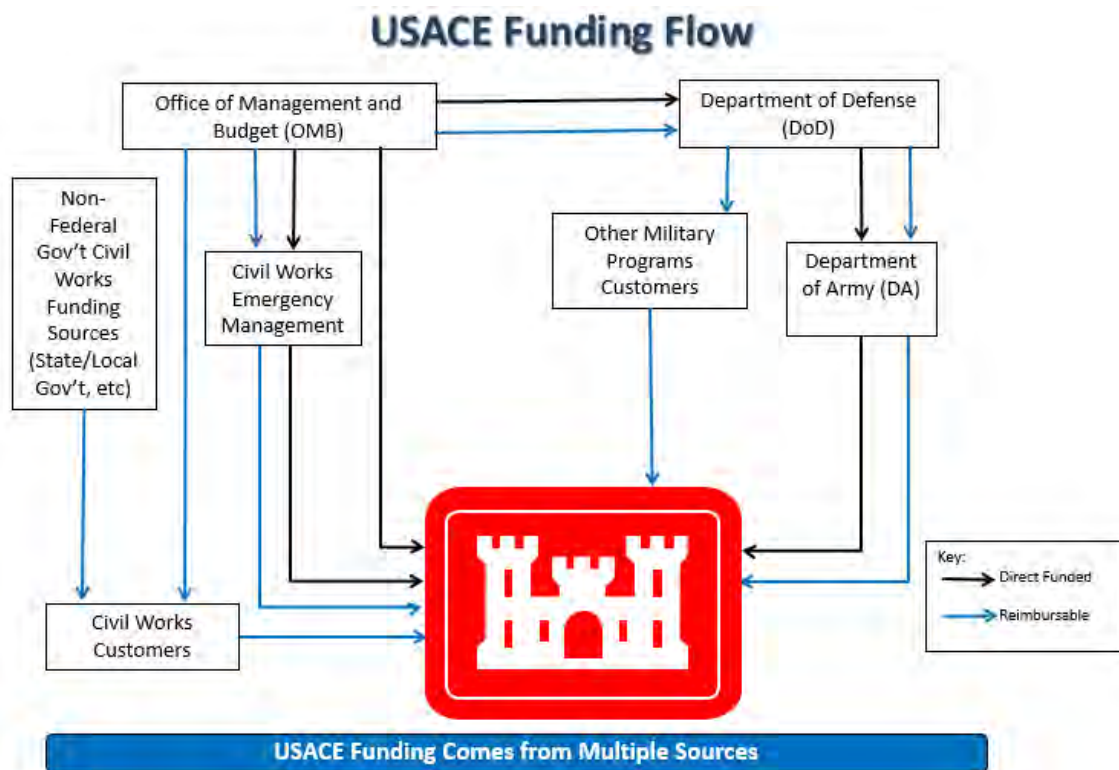 USACE Funding Flow
Office of Management and
Budget (OMB)
Department of Defense
(DoD)
Non-
Federal
Gov't Civil
Works
Funding
Sources
(State/Local
Gov't, etc)
Civil Works
Emergency
Management
Other Military
Programs
Customers
Department
of Army (DA)
Key:
Direct Funded
Reimbursable
Civil Works
Customers
USACE Funding Comes from Multiple Sources